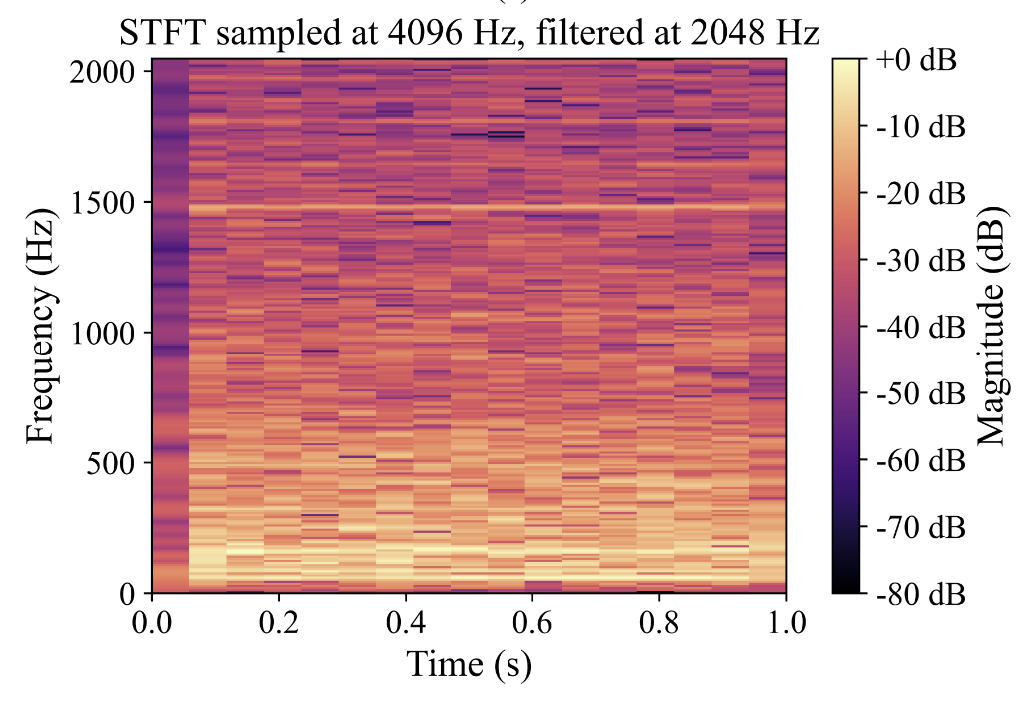 STFT sampled at 4096 Hz, filtered at 2048 Hz
2000
1500
1000
500
0
Frequency (Hz)
0.0 0.2 0.4 0.6 0.8 1.0
Time (s)
+0 dB
-10 dB
-20 dB
-30 dB
-40 dB
-50 dB
-60 dB
-70 dB
-80 dB
Magnitude (dB)